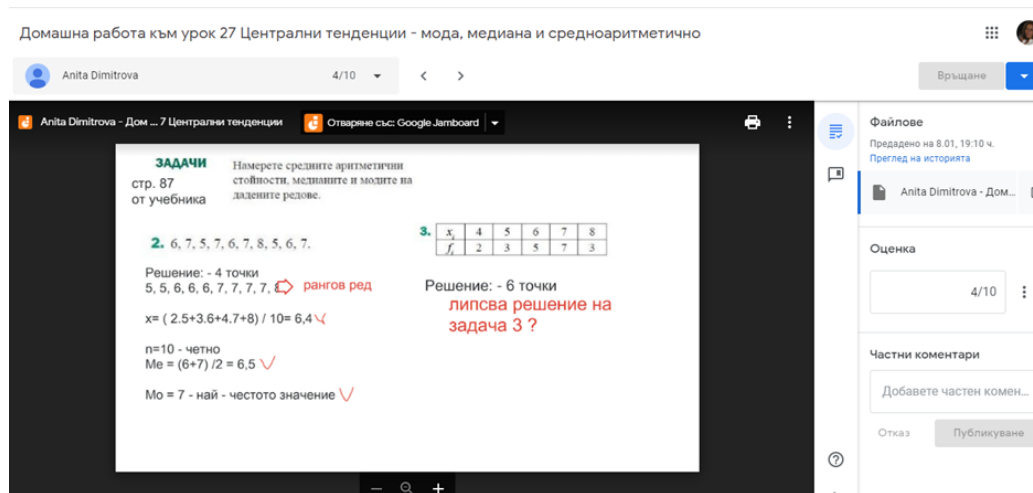 Домашна работа към урок 27 Централни тенденции - мода, медиана и средноаритметично
Anita Dimitrova
4/10
Връщане
Anita Dimitrova - Дом ... 7 Централни тенденции
Отваряне със: Google Jamboard
ЗАДАЧИ
стр. 87
от учебника
Намерете средните аритметични
стойности, медианите и модите на
дадените редове.
2. 6, 7, 5, 7, 6, 7, 8, 5, 6, 7.
Решение: - 4 точки
5, 5, 6, 6, 6, 7, 7, 7, 7, 8
рангов ред
x= ( 2.5+3.6+4.7+8) / 10= 6,4
n=10 - четно
Me = (6+7) /2 = 6,5
Mo = 7 - най - честото значение
3. xᵢ 4 5 6 7 8
fᵢ 2 3 5 7 3
Решение: - 6 точки
липсва решение на
задача 3 ?
Файлове
Предадено на 8.01, 19:10 ч.
Преглед на историята
Anita Dimitrova - Дом...
Оценка
4/10
Частни коментари
Добавете частен комен...
Отказ
Публикуване